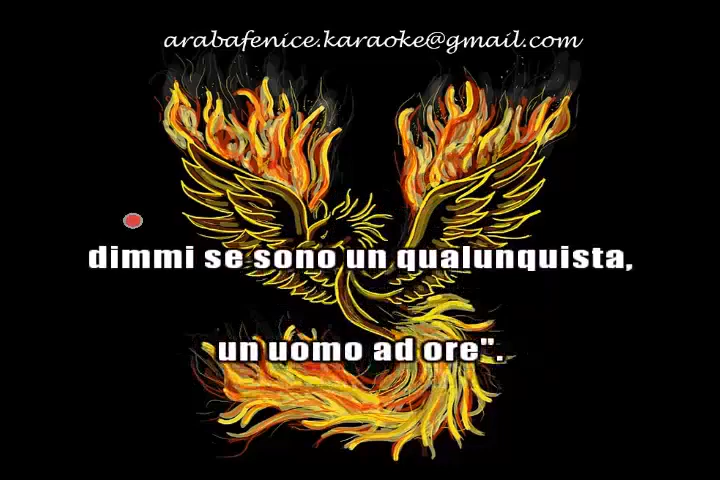 arabafenice.karaoke@gmail.com
dimmi se sono un qualunquista,
un uomo ad ore".